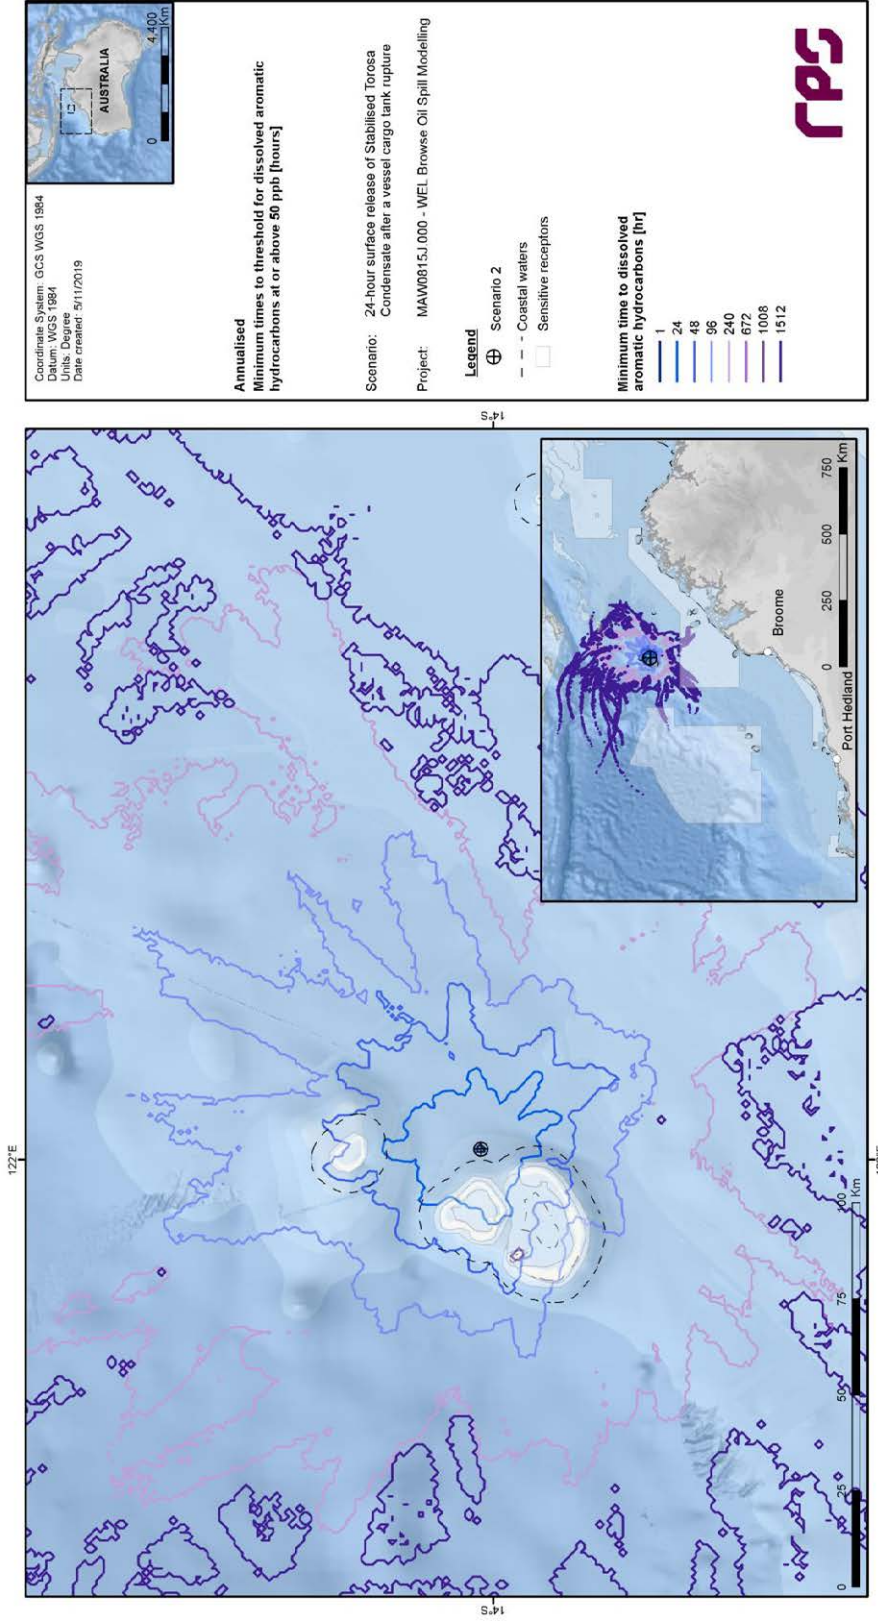 Coordinate System: GCS WGS 1984
Datum: WGS 1984
Units: Degree
Date created: 5/11/2019
AUSTRALIA
0
4,400
Km
Annualised
Minimum times to threshold for dissolved aromatic
hydrocarbons at or above 50 ppb [hours]
Scenario: 24-hour surface release of Stabilised Torosa
Condensate after a vessel cargo tank rupture
Project: MAW0815J.000 - WEL Browse Oil Spill Modelling
Legend
Scenario 2
Coastal waters
Sensitive receptors
Minimum time to dissolved
aromatic hydrocarbons [hr]
1
24
48
96
240
672
1008
1512
rps
122°E
14°S
14°S
0 25 50 75 100 Km
Broome
Port Hedland
0 250 500 750 Km